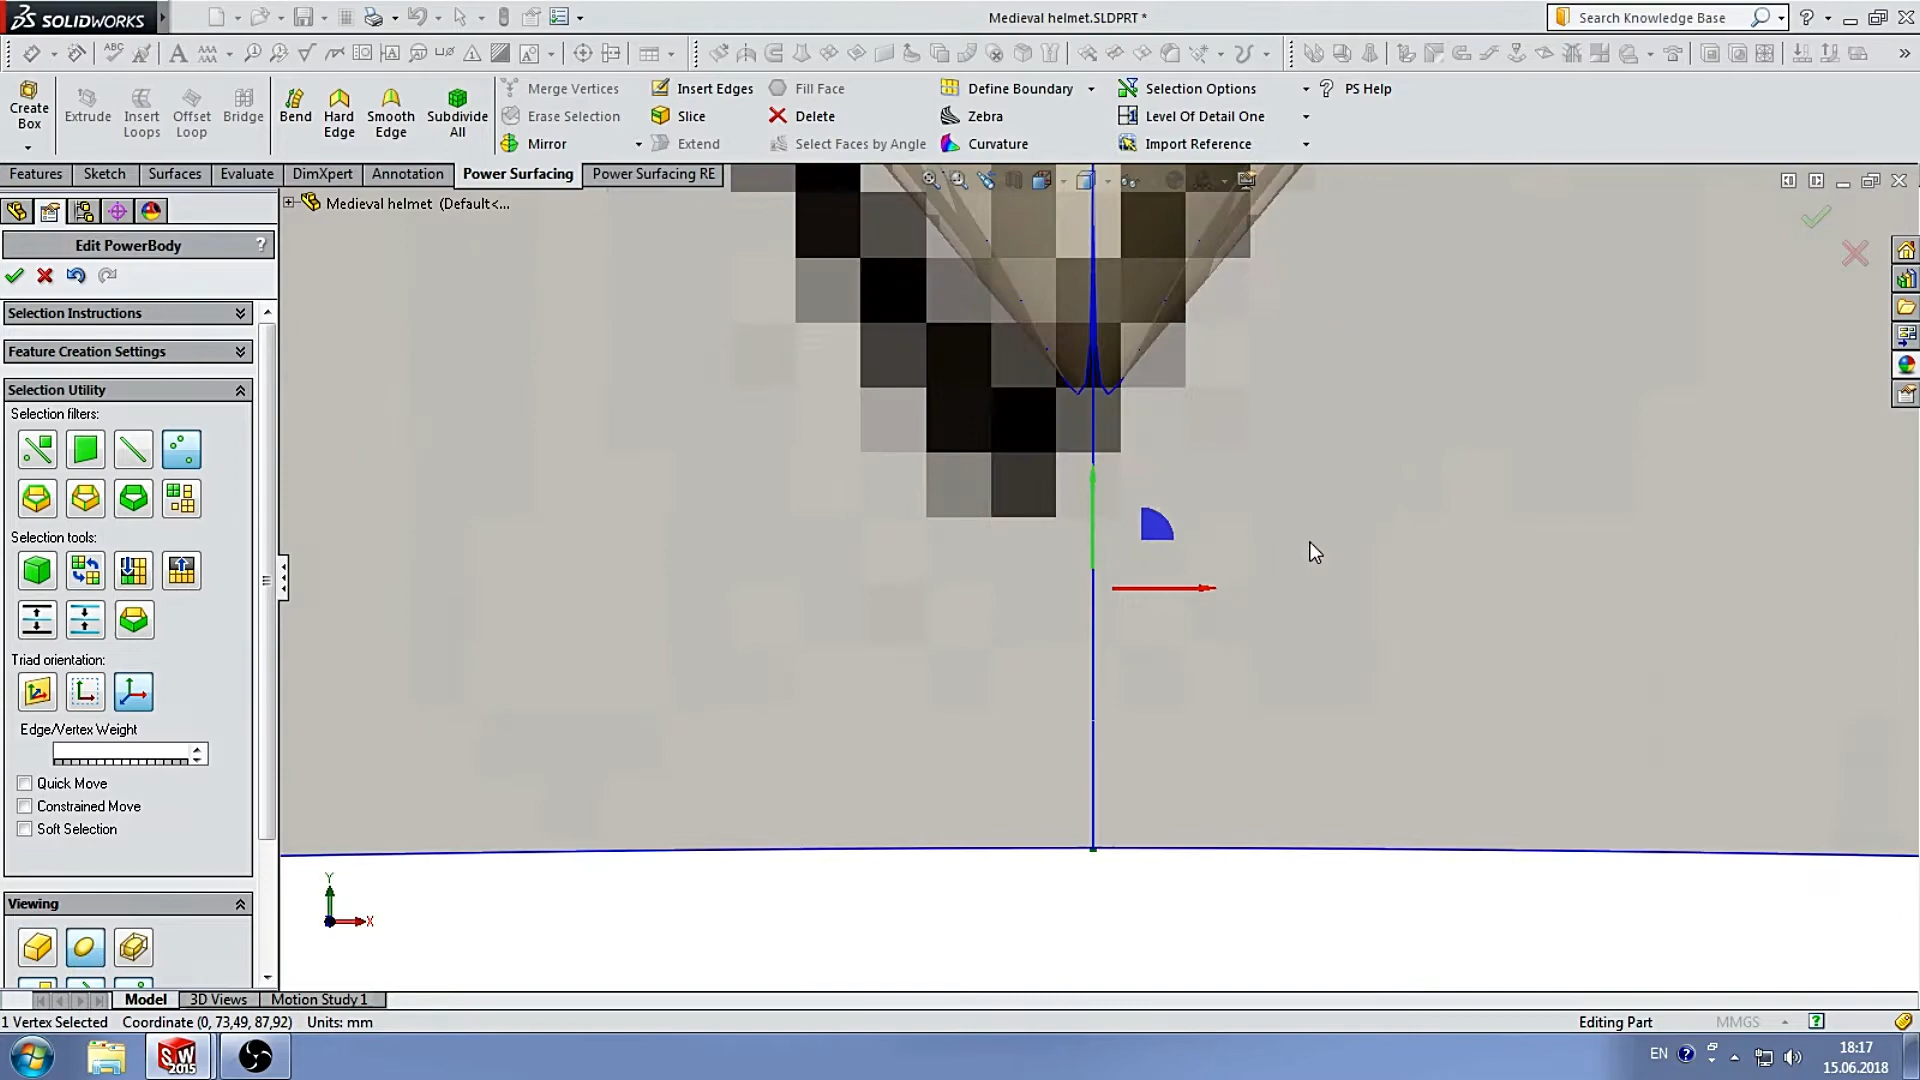 SOLIDWORKS
Medieval helmet.SLDPRT *
Search Knowledge Base
ABC
AAA
Create Box
Extrude
Insert Loops
Offset Loop
Bridge
Bend
Hard Edge
Smooth Edge
Subdivide All
Merge Vertices
Erase Selection
Mirror
Insert Edges
Slice
Extend
Fill Face
Delete
Select Faces by Angle
Define Boundary
Zebra
Curvature
Selection Options
Level Of Detail One
Import Reference
PS Help
Features
Sketch
Surfaces
Evaluate
DimXpert
Annotation
Power Surfacing
Power Surfacing RE
Medieval helmet (Default<...
Edit PowerBody
?
Selection Instructions
Feature Creation Settings
Selection Utility
Selection filters:
Selection tools:
Triad orientation:
Edge/Vertex Weight
Quick Move
Constrained Move
Soft Selection
Viewing
Y
X
Model
3D Views
Motion Study 1
1 Vertex Selected Coordinate (0, 73,49, 87,92) Units: mm
Editing Part
MMGS
SW
2015
EN
18:17
15.06.2018